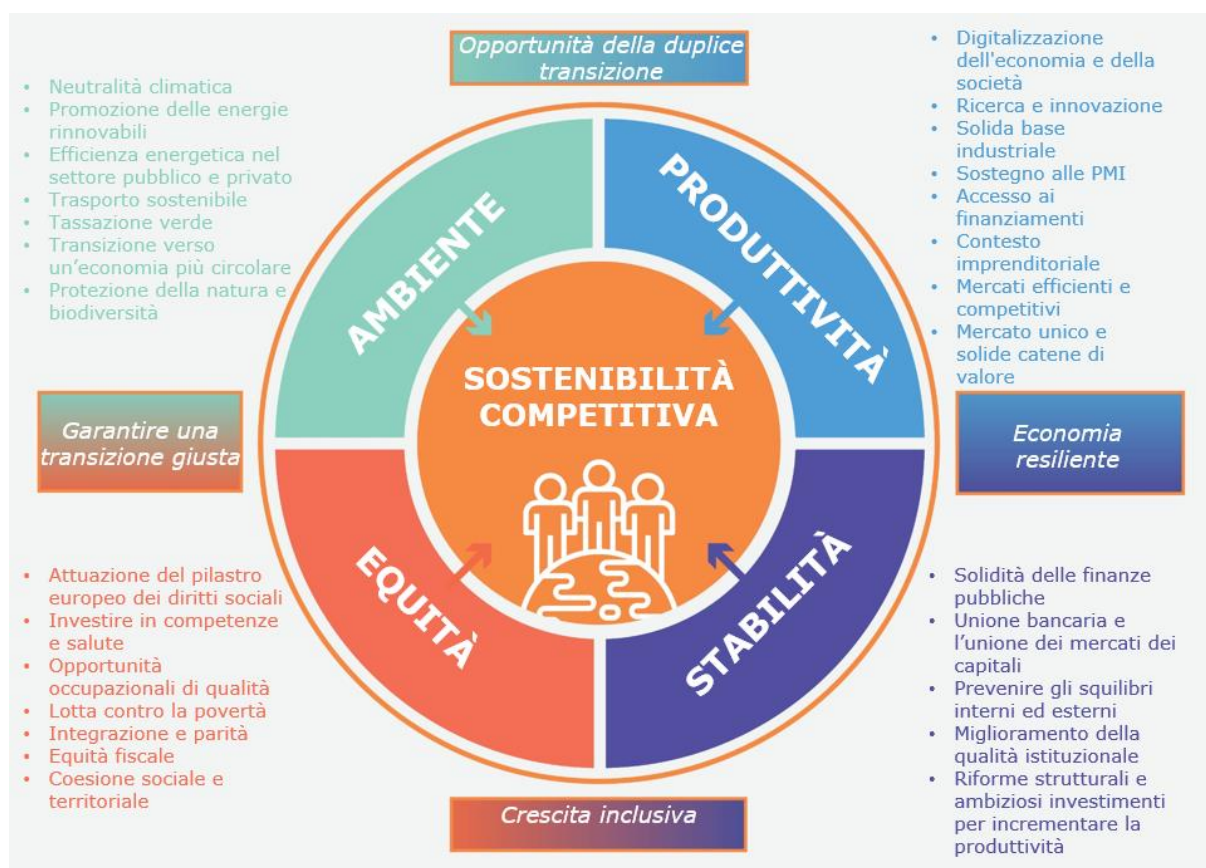 Opportunità della duplice
transizione
• Neutralità climatica
• Promozione delle energie
rinnovabili
• Efficienza energetica nel
settore pubblico e privato
• Trasporto sostenibile
• Tassazione verde
• Transizione verso
un’economia più circolare
• Protezione della natura e
biodiversità
• Digitalizzazione
dell'economia e della
società
• Ricerca e innovazione
• Solida base
industriale
• Sostegno alle PMI
• Accesso ai
finanziamenti
• Contesto
imprenditoriale
• Mercati efficienti e
competitivi
• Mercato unico e
solide catene di
valore
AMBIENTE
PRODUTTIVITÀ
SOSTENIBILITÀ
COMPETITIVA
Garantire una
transizione giusta
Economia
resiliente
EQUITÀ
STABILITÀ
• Attuazione del pilastro
europeo dei diritti sociali
• Investire in competenze
e salute
• Opportunità
occupazionali di qualità
• Lotta contro la povertà
• Integrazione e parità
• Equità fiscale
• Coesione sociale e
territoriale
• Solidità delle finanze
pubbliche
• Unione bancaria e
l’unione dei mercati dei
capitali
• Prevenire gli squilibri
interni ed esterni
• Miglioramento della
qualità istituzionale
• Riforme strutturali e
ambiziosi investimenti
per incrementare la
produttività
Crescita inclusiva